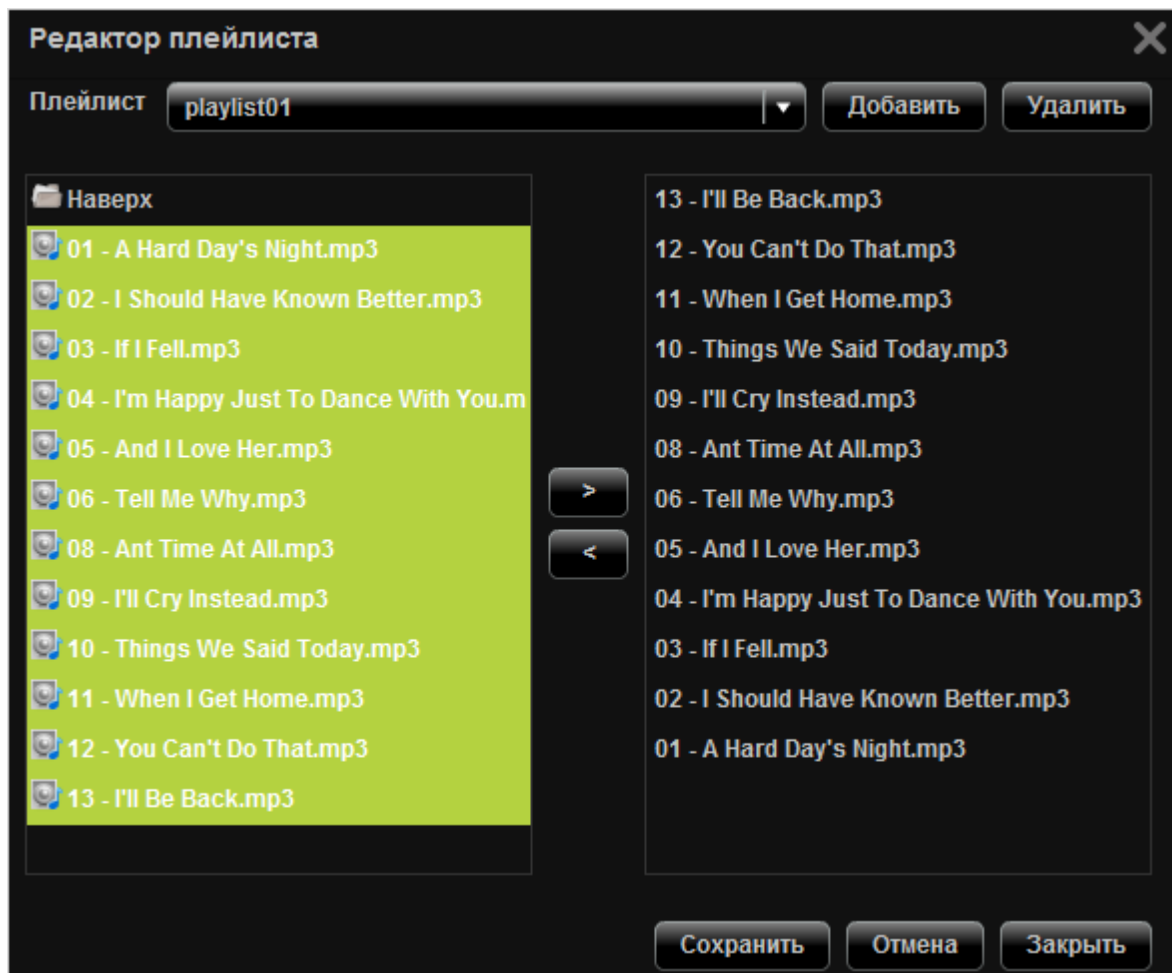 Редактор плейлиста
Плейлист playlist01 Добавить Удалить
Наверх
01 - A Hard Day's Night.mp3
02 - I Should Have Known Better.mp3
03 - If I Fell.mp3
04 - I'm Happy Just To Dance With You.m
05 - And I Love Her.mp3
06 - Tell Me Why.mp3
08 - Ant Time At All.mp3
09 - I'll Cry Instead.mp3
10 - Things We Said Today.mp3
11 - When I Get Home.mp3
12 - You Can't Do That.mp3
13 - I'll Be Back.mp3
>
<
13 - I'll Be Back.mp3
12 - You Can't Do That.mp3
11 - When I Get Home.mp3
10 - Things We Said Today.mp3
09 - I'll Cry Instead.mp3
08 - Ant Time At All.mp3
06 - Tell Me Why.mp3
05 - And I Love Her.mp3
04 - I'm Happy Just To Dance With You.mp3
03 - If I Fell.mp3
02 - I Should Have Known Better.mp3
01 - A Hard Day's Night.mp3
Сохранить Отмена Закрыть